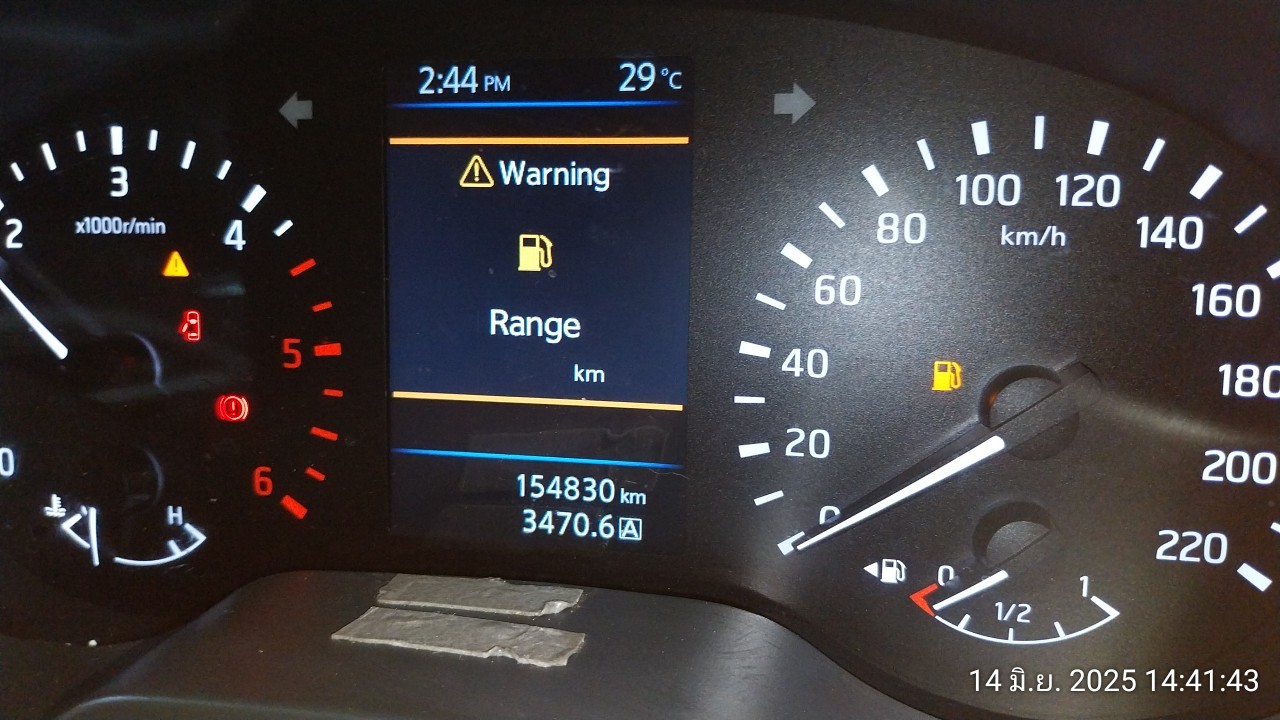 2:44 PM 29 °C
Warning
Range
km
154830 km
3470.6 A
0
2
3
4
5
6
x1000r/min
H
0
20
40
60
80
100
120
140
160
180
200
220
km/h
0
1/2
1
14 มิ.ย. 2025 14:41:43